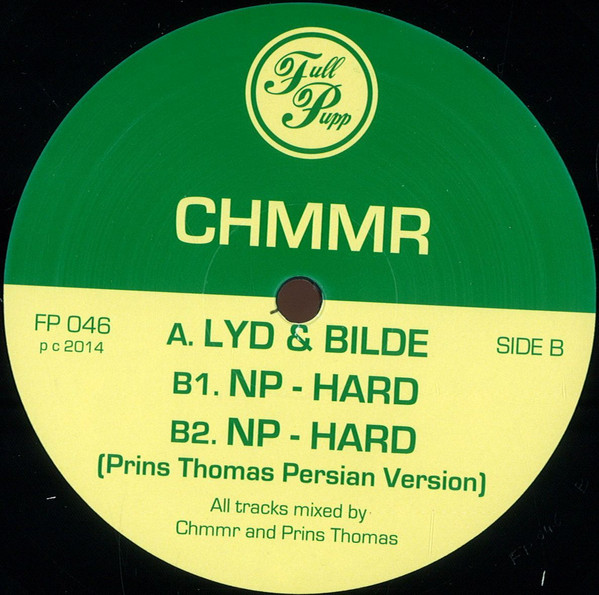 Full
Pupp
CHMMR
FP 046
p c 2014
SIDE B
A. LYD & BILDE
B1. NP - HARD
B2. NP - HARD
(Prins Thomas Persian Version)
All tracks mixed by
Chmmr and Prins Thomas